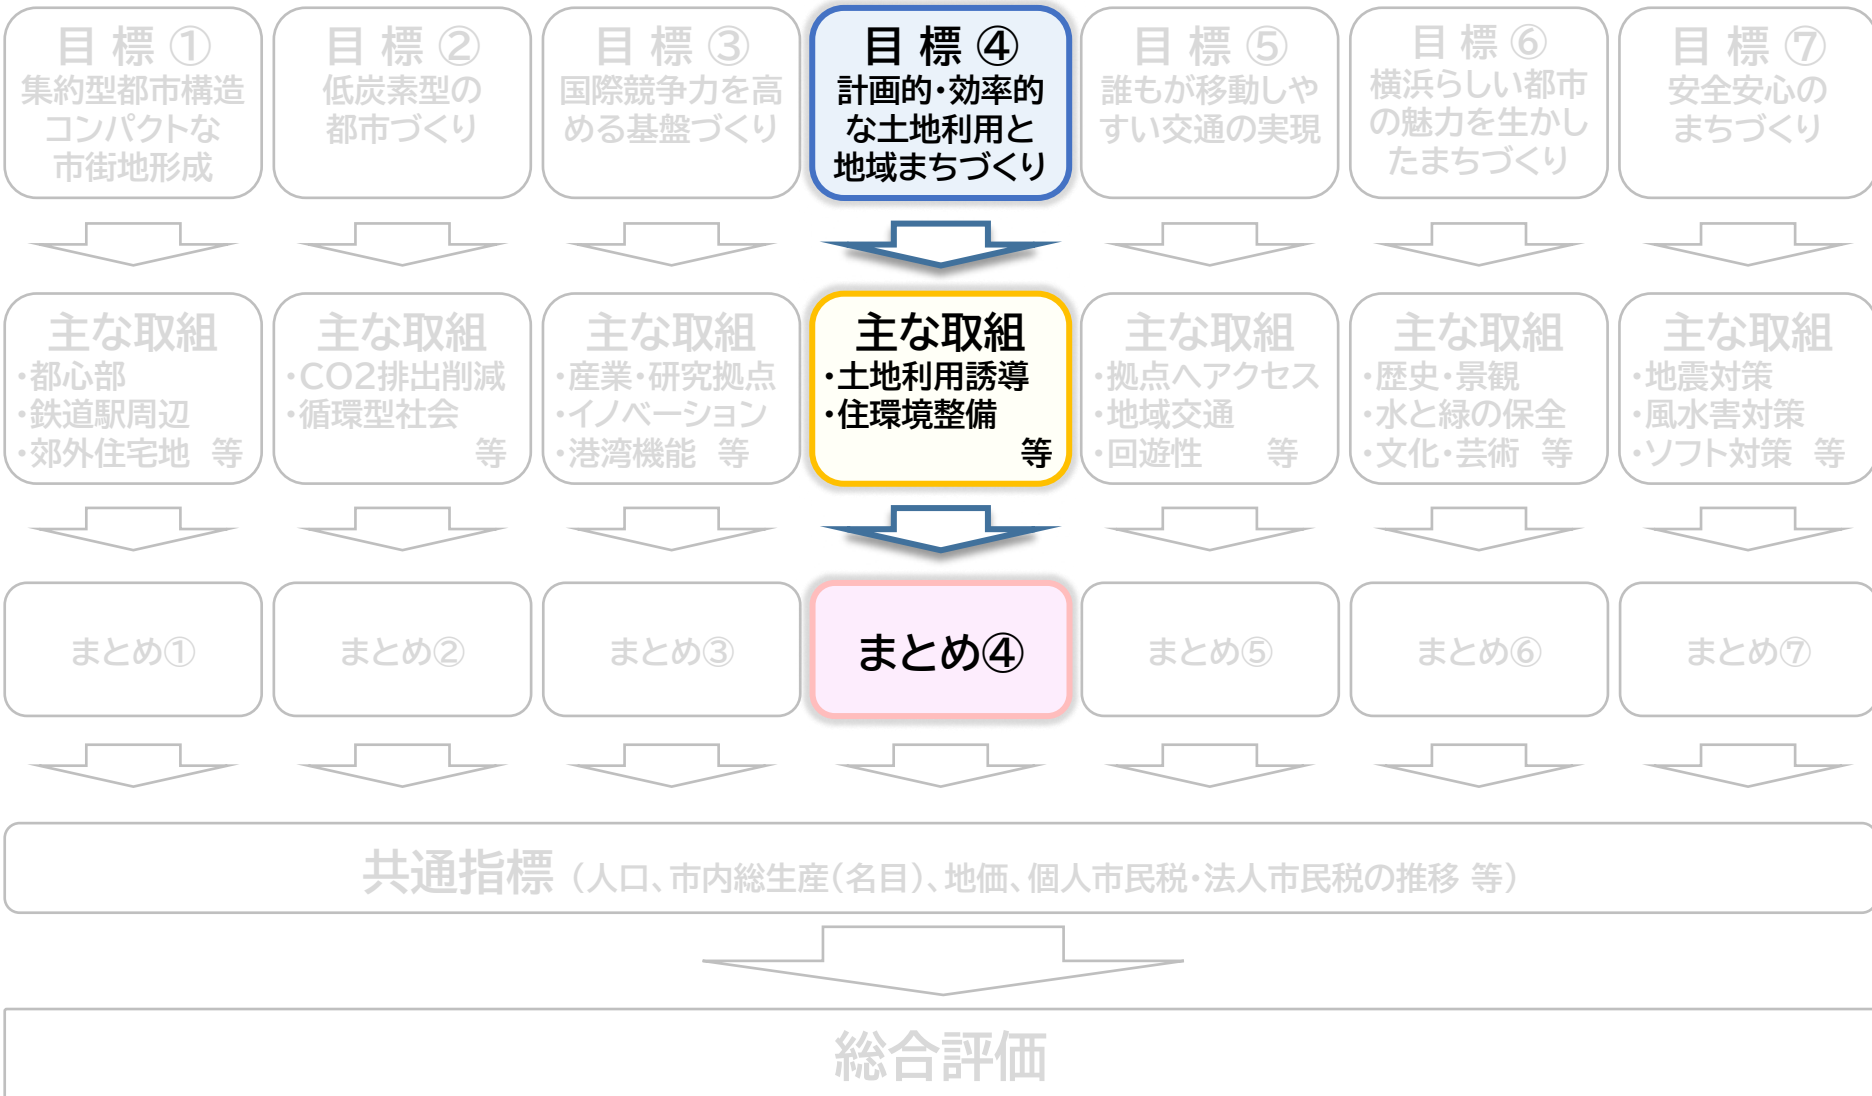 目 標 ①
集約型都市構造
コンパクトな
市街地形成
目 標 ②
低炭素型の
都市づくり
目 標 ③
国際競争力を高
める基盤づくり
目 標 ④
計画的・効率的
な土地利用と
地域まちづくり
目 標 ⑤
誰もが移動しや
すい交通の実現
目 標 ⑥
横浜らしい都市
の魅力を生かし
たまちづくり
目 標 ⑦
安全安心の
まちづくり
主な取組
・都心部
・鉄道駅周辺
・郊外住宅地 等
主な取組
・CO2排出削減
・循環型社会
等
主な取組
・産業・研究拠点
・イノベーション
・港湾機能 等
主な取組
・土地利用誘導
・住環境整備
等
主な取組
・拠点へアクセス
・地域交通
・回遊性 等
主な取組
・歴史・景観
・水と緑の保全
・文化・芸術 等
主な取組
・地震対策
・風水害対策
・ソフト対策 等
まとめ①
まとめ②
まとめ③
まとめ④
まとめ⑤
まとめ⑥
まとめ⑦
共通指標（人口、市内総生産（名目）、地価、個人市民税・法人市民税の推移 等）
総合評価